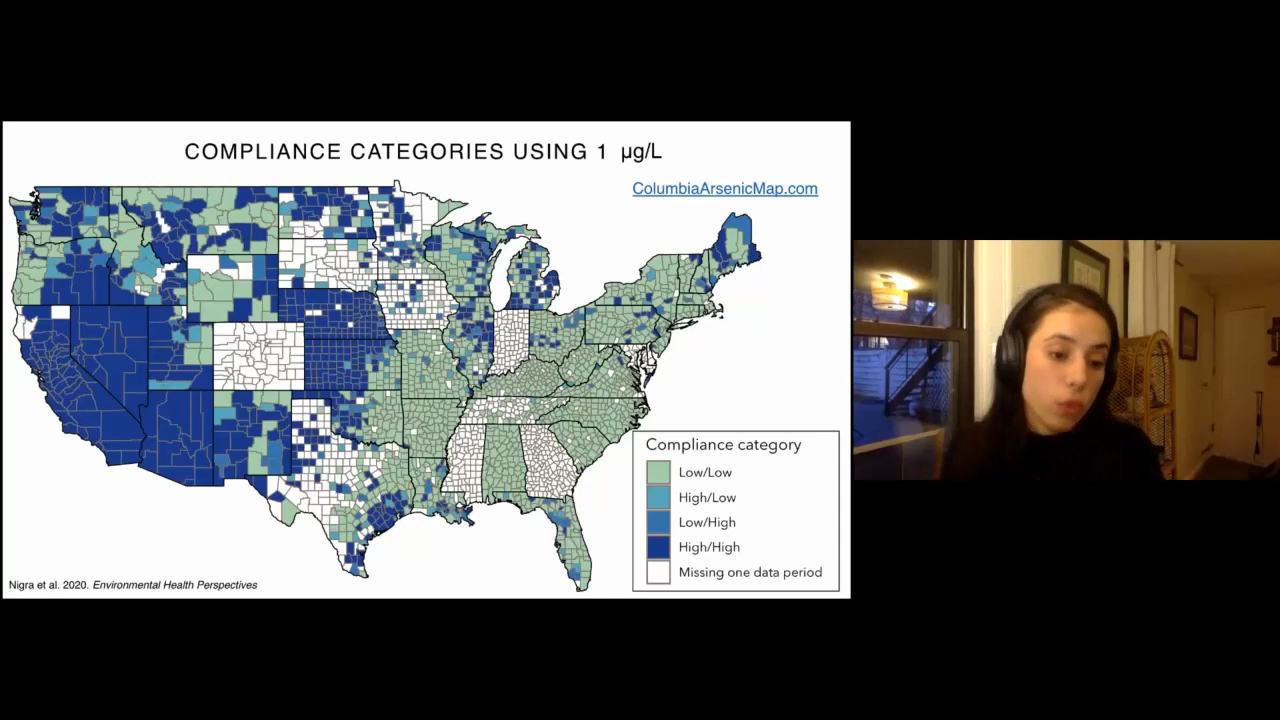 COMPLIANCE CATEGORIES USING 1 µg/L
ColumbiaArsenicMap.com
Compliance category
Low/Low
High/Low
Low/High
High/High
Missing one data period
Nigra et al. 2020. Environmental Health Perspectives